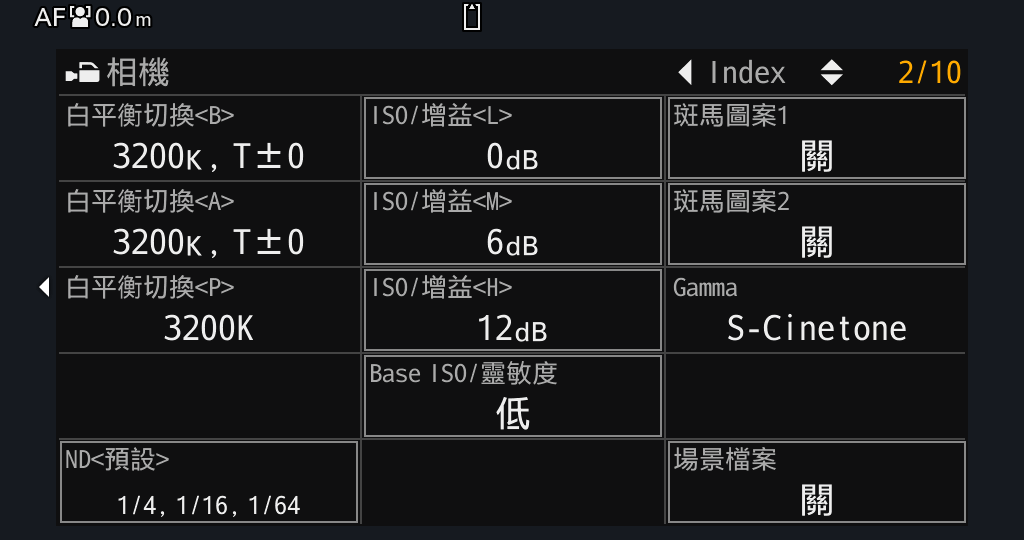 AF 0.0m
相機
Index
2/10
白平衡切換<B>
3200K, T±0
ISO/增益<L>
0dB
斑馬圖案1
關
白平衡切換<A>
3200K, T±0
ISO/增益<M>
6dB
斑馬圖案2
關
白平衡切換<P>
3200K
ISO/增益<H>
12dB
Gamma
S-Cinetone
Base ISO/靈敏度
低
ND<預設>
1/4, 1/16, 1/64
場景檔案
關